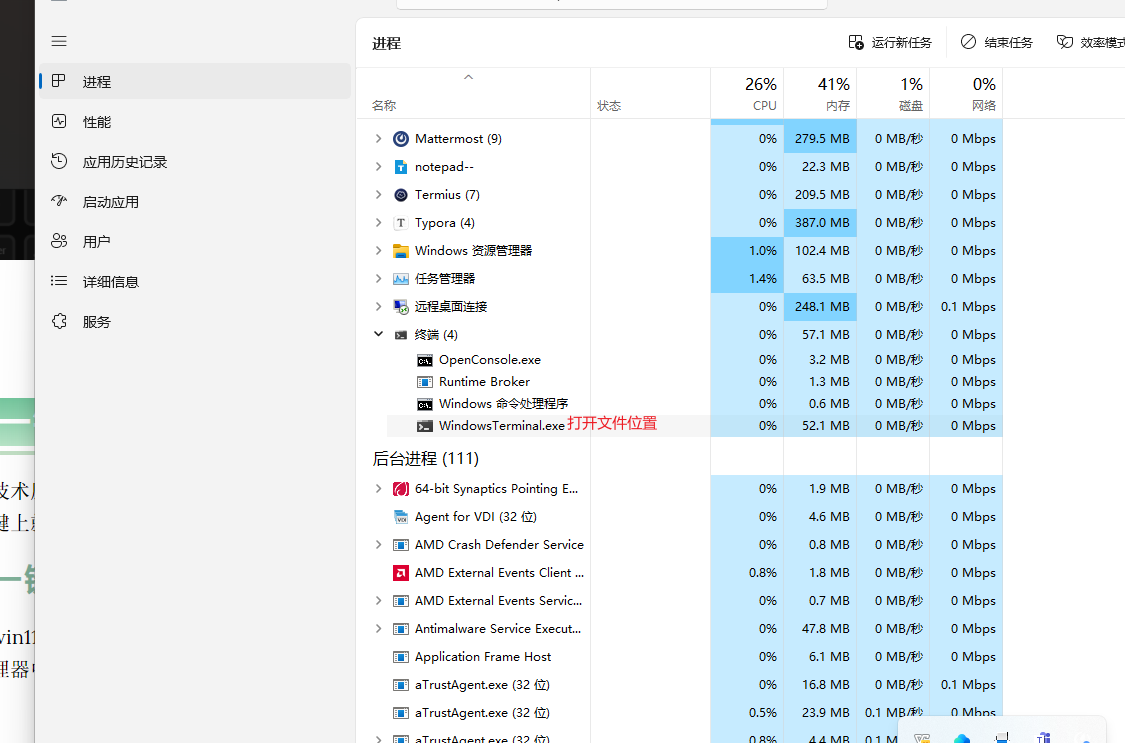 进程
运行新任务
结束任务
效率模式
进程
性能
应用历史记录
启动应用
用户
详细信息
服务
26% 41% 1% 0%
名称 状态 CPU 内存 磁盘 网络
Mattermost (9) 0% 279.5 MB 0 MB/秒 0 Mbps
notepad-- 0% 22.3 MB 0 MB/秒 0 Mbps
Termius (7) 0% 209.5 MB 0 MB/秒 0 Mbps
Typora (4) 0% 387.0 MB 0 MB/秒 0 Mbps
Windows 资源管理器 1.0% 102.4 MB 0 MB/秒 0 Mbps
任务管理器 1.4% 63.5 MB 0 MB/秒 0 Mbps
远程桌面连接 0% 248.1 MB 0 MB/秒 0.1 Mbps
终端 (4) 0% 57.1 MB 0 MB/秒 0 Mbps
OpenConsole.exe 0% 3.2 MB 0 MB/秒 0 Mbps
Runtime Broker 0% 1.3 MB 0 MB/秒 0 Mbps
Windows 命令处理程序 0% 0.6 MB 0 MB/秒 0 Mbps
WindowsTerminal.exe 打开文件位置 0% 52.1 MB 0 MB/秒 0 Mbps
后台进程 (111)
64-bit Synaptics Pointing E... 0% 1.9 MB 0 MB/秒 0 Mbps
Agent for VDI (32 位) 0% 4.6 MB 0 MB/秒 0 Mbps
AMD Crash Defender Service 0% 0.8 MB 0 MB/秒 0 Mbps
AMD External Events Client ... 0.8% 1.8 MB 0 MB/秒 0 Mbps
AMD External Events Servic... 0% 0.7 MB 0 MB/秒 0 Mbps
Antimalware Service Execut... 0% 47.8 MB 0 MB/秒 0 Mbps
Application Frame Host 0% 6.1 MB 0 MB/秒 0 Mbps
aTrustAgent.exe (32 位) 0% 16.8 MB 0 MB/秒 0.1 Mbps
aTrustAgent.exe (32 位) 0.5% 23.9 MB 0.1 MB/秒 0 Mbps
aTrustAgent.exe (32 位) 0.8% 4.4 MB 0.1 M